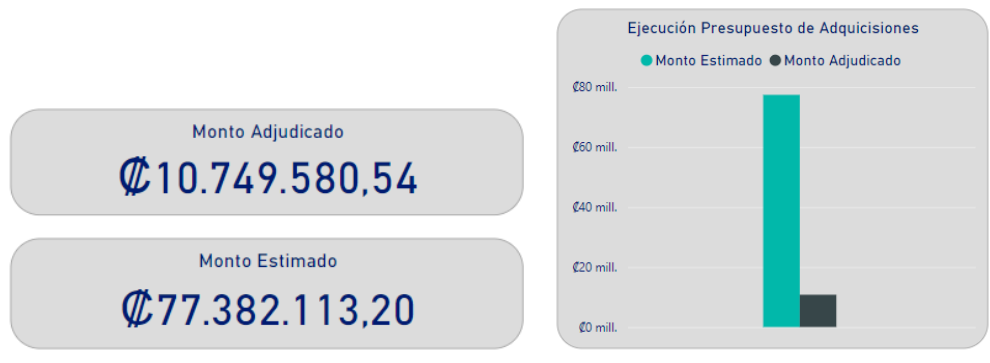 Monto Adjudicado
₡10.749.580,54
Monto Estimado
₡77.382.113,20
Ejecución Presupuesto de Adquicisiones
Monto Estimado Monto Adjudicado
₡80 mill.
₡60 mill.
₡40 mill.
₡20 mill.
₡0 mill.